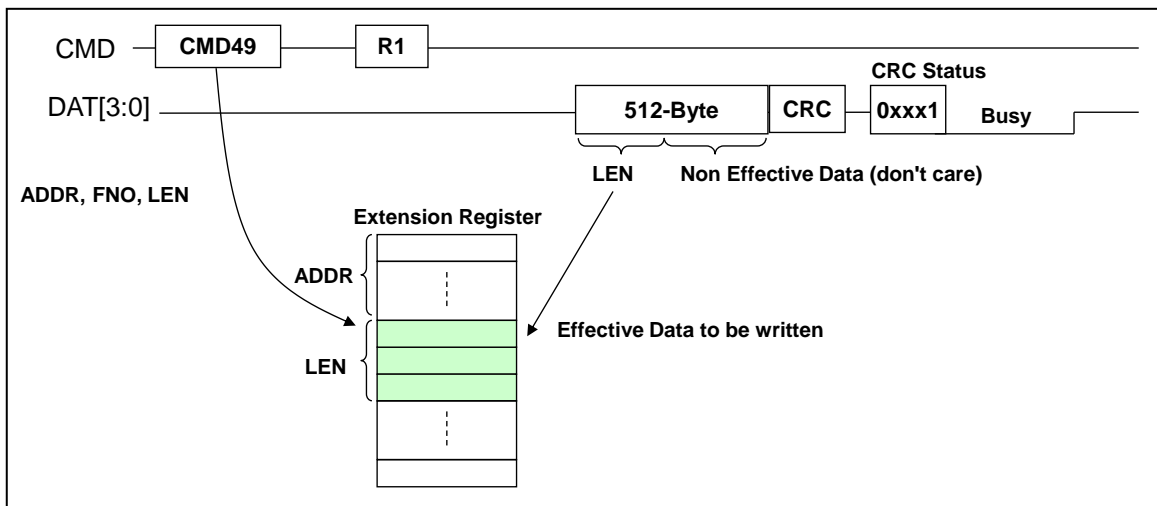 CMD CMD49 R1
CRC Status
DAT[3:0] 512-Byte CRC 0xxx1 Busy
LEN Non Effective Data (don't care)
ADDR, FNO, LEN
Extension Register
ADDR
Effective Data to be written
LEN